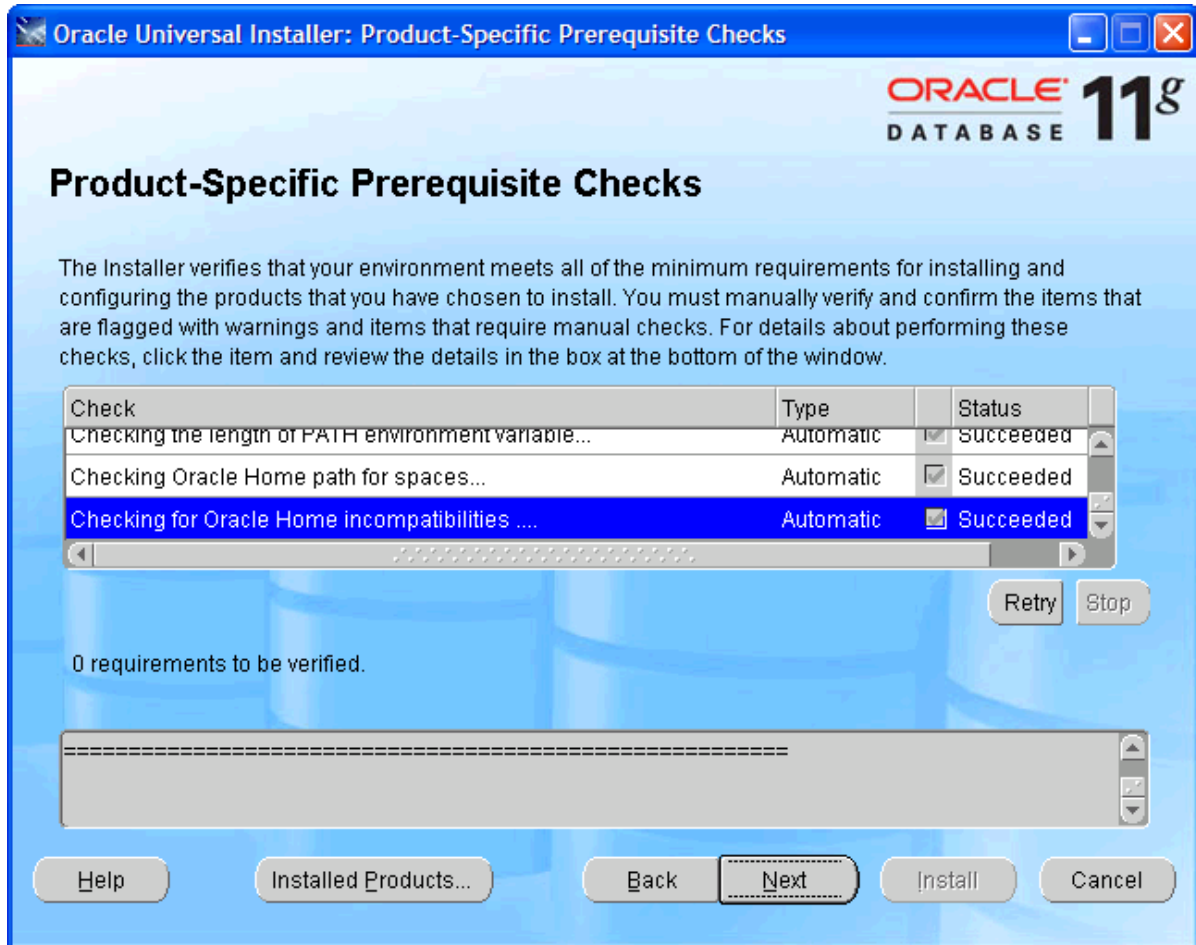 Oracle Universal Installer: Product-Specific Prerequisite Checks
ORACLE 11g
DATABASE
Product-Specific Prerequisite Checks
The Installer verifies that your environment meets all of the minimum requirements for installing and
configuring the products that you have chosen to install. You must manually verify and confirm the items that
are flagged with warnings and items that require manual checks. For details about performing these
checks, click the item and review the details in the box at the bottom of the window.
Check Type Status
Checking the length of PATH environment variable... Automatic Succeeded
Checking Oracle Home path for spaces... Automatic Succeeded
Checking for Oracle Home incompatibilities .... Automatic Succeeded
Retry Stop
0 requirements to be verified.
========================================================
Help Installed Products... Back Next Install Cancel